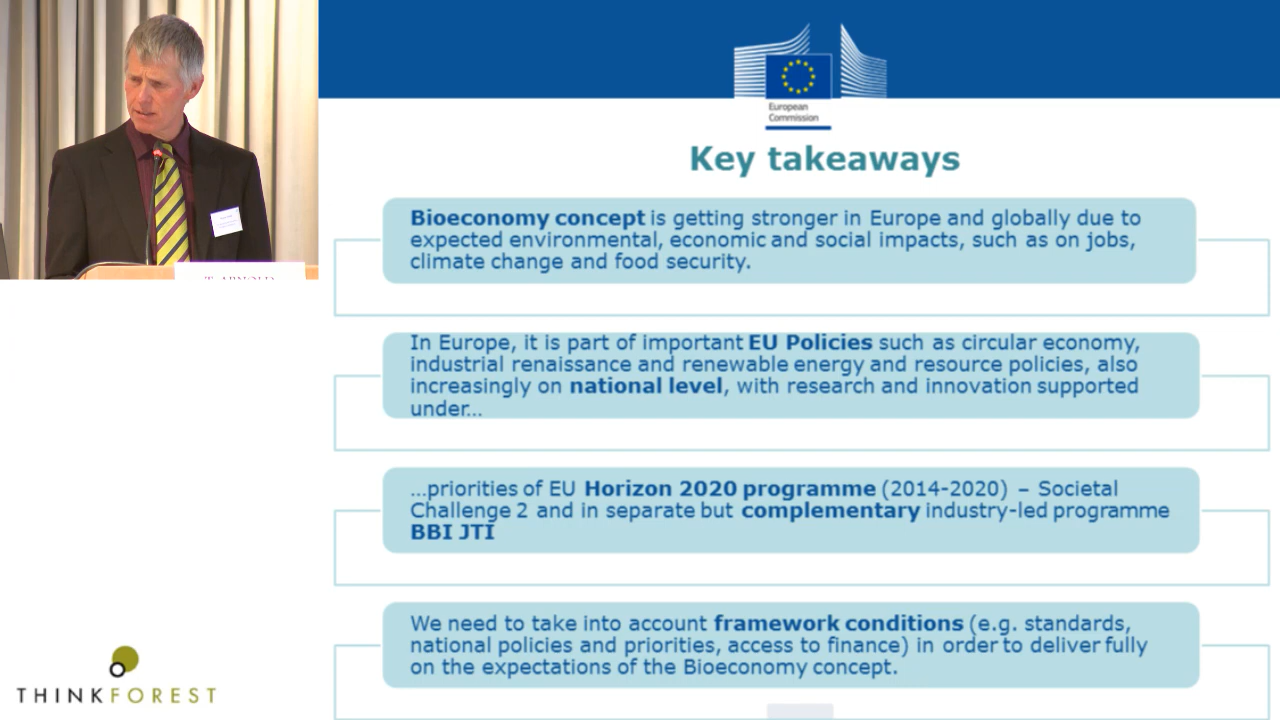 European
Commission
Key takeaways
Bioeconomy concept is getting stronger in Europe and globally due to
expected environmental, economic and social impacts, such as on jobs,
climate change and food security.
In Europe, it is part of important EU Policies such as circular economy,
industrial renaissance and renewable energy and resource policies, also
increasingly on national level, with research and innovation supported
under...
...priorities of EU Horizon 2020 programme (2014-2020) – Societal
Challenge 2 and in separate but complementary industry-led programme
BBI JTI
We need to take into account framework conditions (e.g. standards,
national policies and priorities, access to finance) in order to deliver fully
on the expectations of the Bioeconomy concept.
THINKFOREST